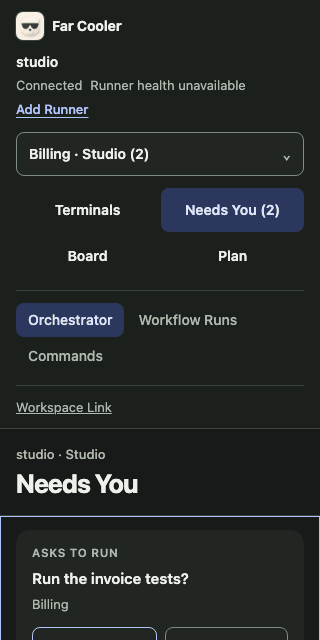 Far Cooler
studio
Connected Runner health unavailable
Add Runner
Billing · Studio (2)
Terminals
Needs You (2)
Board
Plan
Orchestrator
Workflow Runs
Commands
Workspace Link
studio · Studio
Needs You
ASKS TO RUN
Run the invoice tests?
Billing